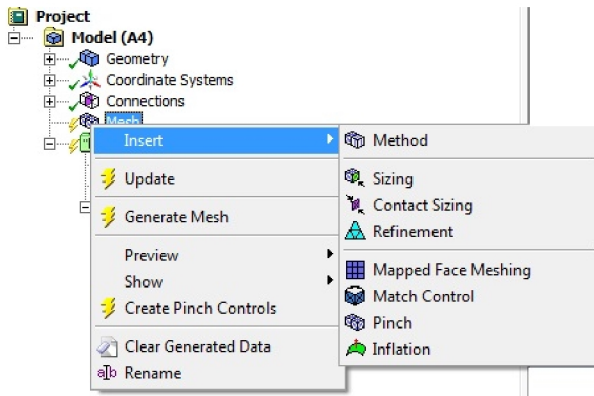 Project
Model (A4)
Geometry
Coordinate Systems
Connections
Mesh
Insert
Update
Generate Mesh
Preview
Show
Create Pinch Controls
Clear Generated Data
Rename
Method
Sizing
Contact Sizing
Refinement
Mapped Face Meshing
Match Control
Pinch
Inflation